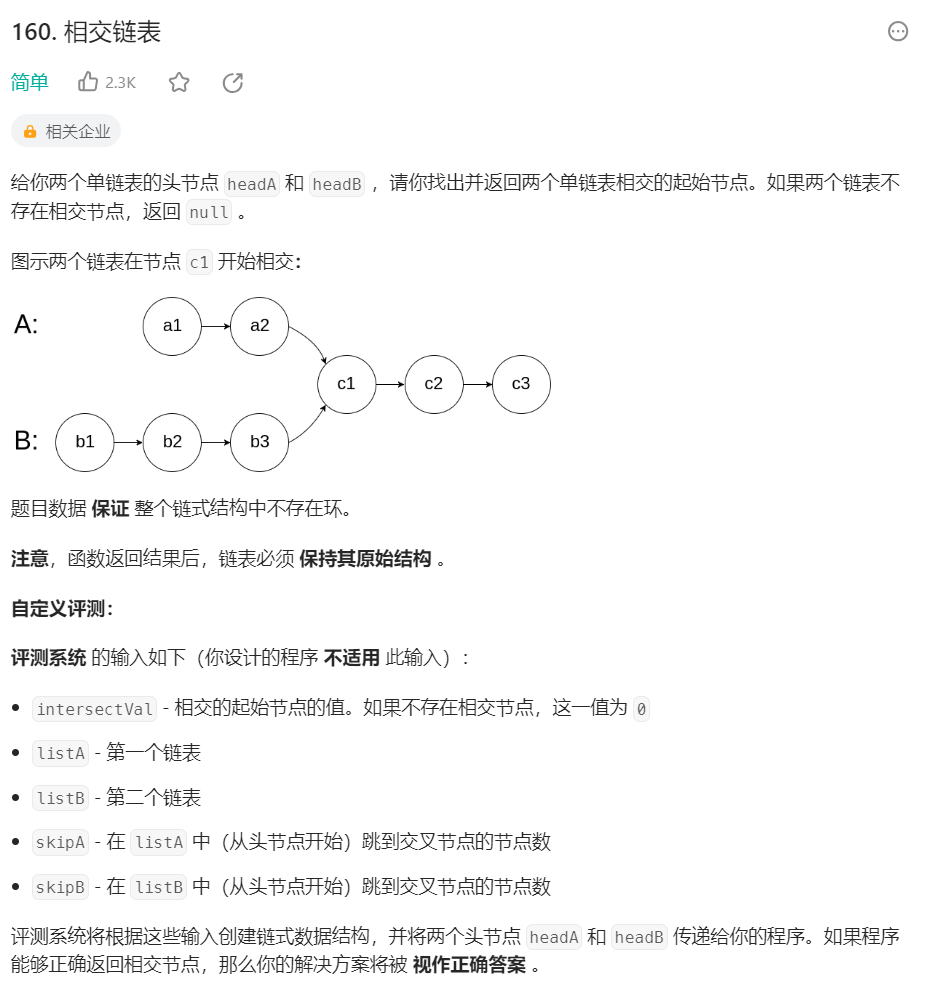 160. 相交链表
简单 2.3K
相关企业
给你两个单链表的头节点 headA 和 headB ，请你找出并返回两个单链表相交的起始节点。如果两个链表不
存在相交节点，返回 null 。
图示两个链表在节点 c1 开始相交：
A: a1 a2
c1 c2 c3
B: b1 b2 b3
题目数据 保证 整个链式结构中不存在环。
注意，函数返回结果后，链表必须 保持其原始结构 。
自定义评测：
评测系统 的输入如下（你设计的程序 不适用 此输入）：
intersectVal - 相交的起始节点的值。如果不存在相交节点，这一值为 0
listA - 第一个链表
listB - 第二个链表
skipA - 在 listA 中（从头节点开始）跳到交叉节点的节点数
skipB - 在 listB 中（从头节点开始）跳到交叉节点的节点数
评测系统将根据这些输入创建链式数据结构，并将两个头节点 headA 和 headB 传递给你的程序。如果程序
能够正确返回相交节点，那么你的解决方案将被 视作正确答案 。